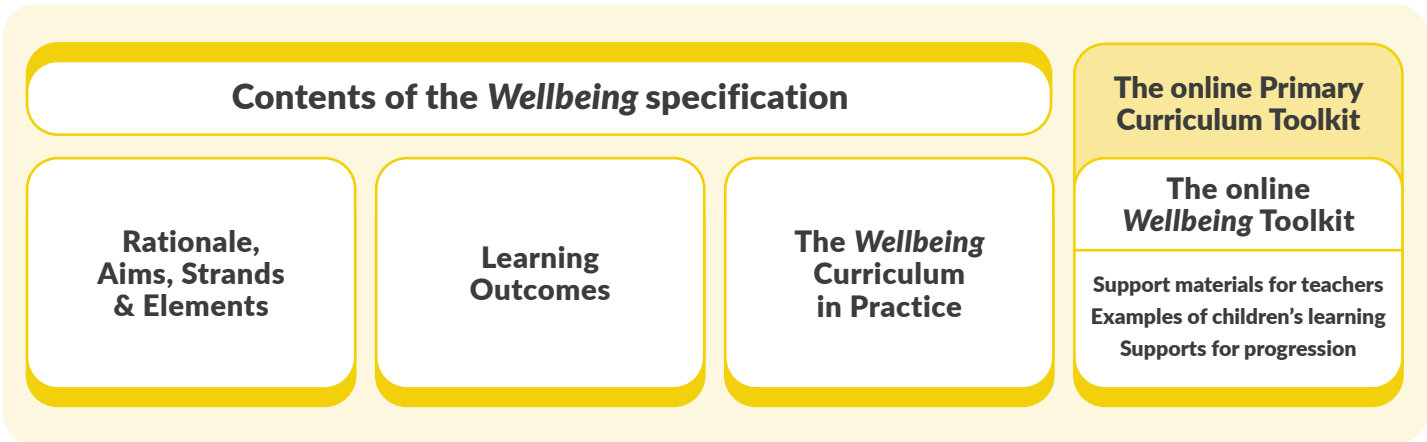 Contents of the Wellbeing specification
Rationale,
Aims, Strands
& Elements
Learning
Outcomes
The Wellbeing
Curriculum
in Practice
The online Primary
Curriculum Toolkit
The online
Wellbeing Toolkit
Support materials for teachers
Examples of children’s learning
Supports for progression